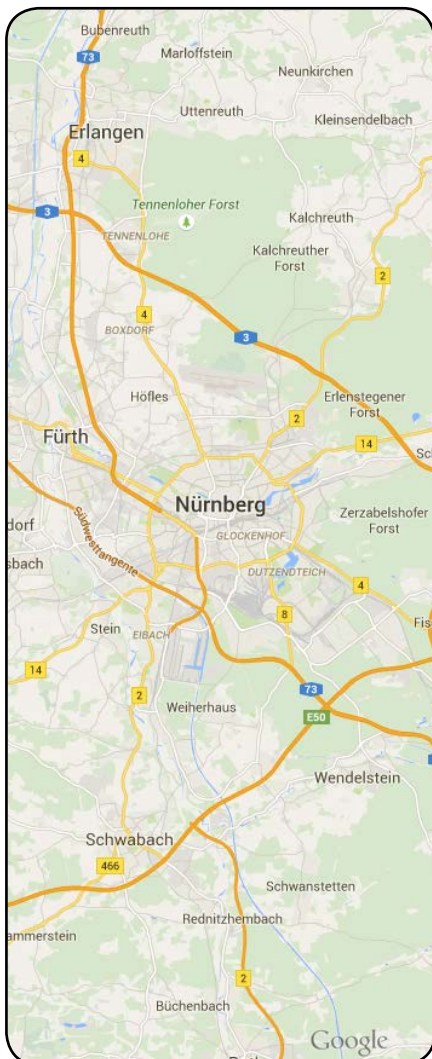 Bubenreuth
73
Marloffstein
Neunkirchen
Uttenreuth
Kleinsendelbach
Erlangen
4
Tennenloher Forst
3
Kalchreuth
TENNENLOHE
Kalchreuther
Forst
2
4
BOXDORF
3
Höfles
Erlenstegener
Forst
2
Fürth
14
Nürnberg
Zerzabelshofer
Forst
Südwesttangente
GLOCKENHOF
DUTZENDTEICH
4
8
Stein
EIBACH
14
2
73
Weiherhaus
E50
Wendelstein
Schwabach
466
Schwanstetten
Rednitzhembach
ammerstein
2
Büchenbach
Google